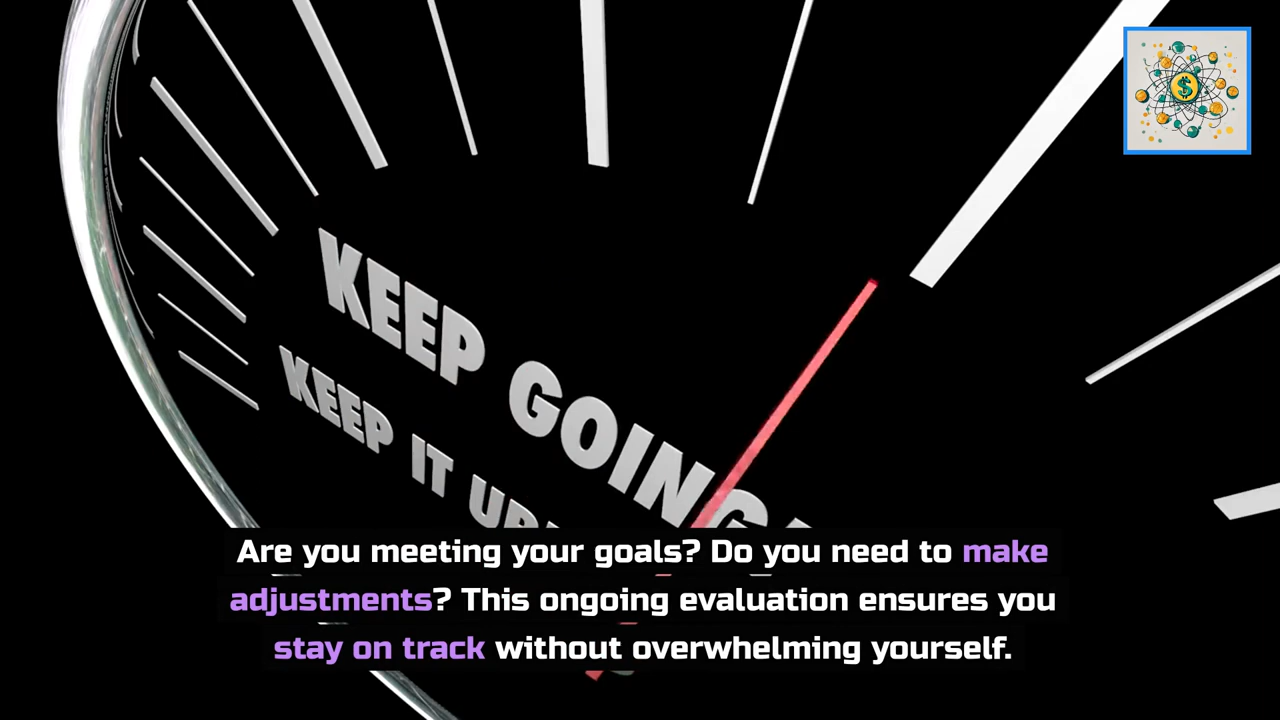 KEEP GOING!
KEEP IT UP!
Are you meeting your goals? Do you need to make
adjustments? This ongoing evaluation ensures you
stay on track without overwhelming yourself.
$